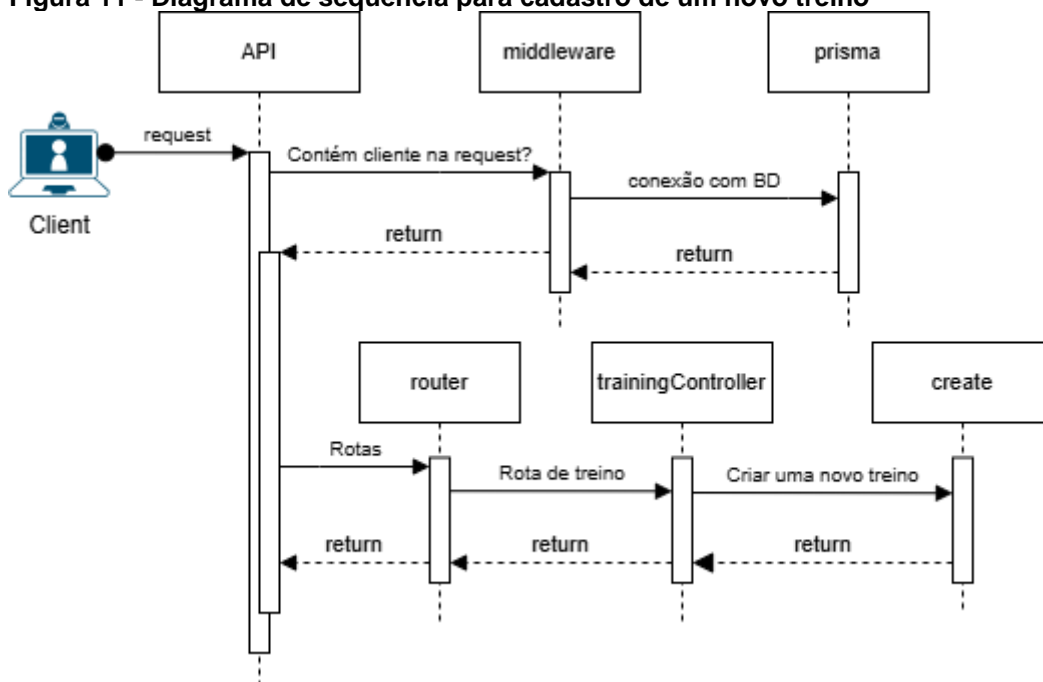 Figura 11 - Diagrama de sequência para cadastro de um novo treino
API
middleware
prisma
request
Contém cliente na request?
conexão com BD
Client
return
return
router
trainingController
create
Rotas
Rota de treino
Criar uma novo treino
return
return
return